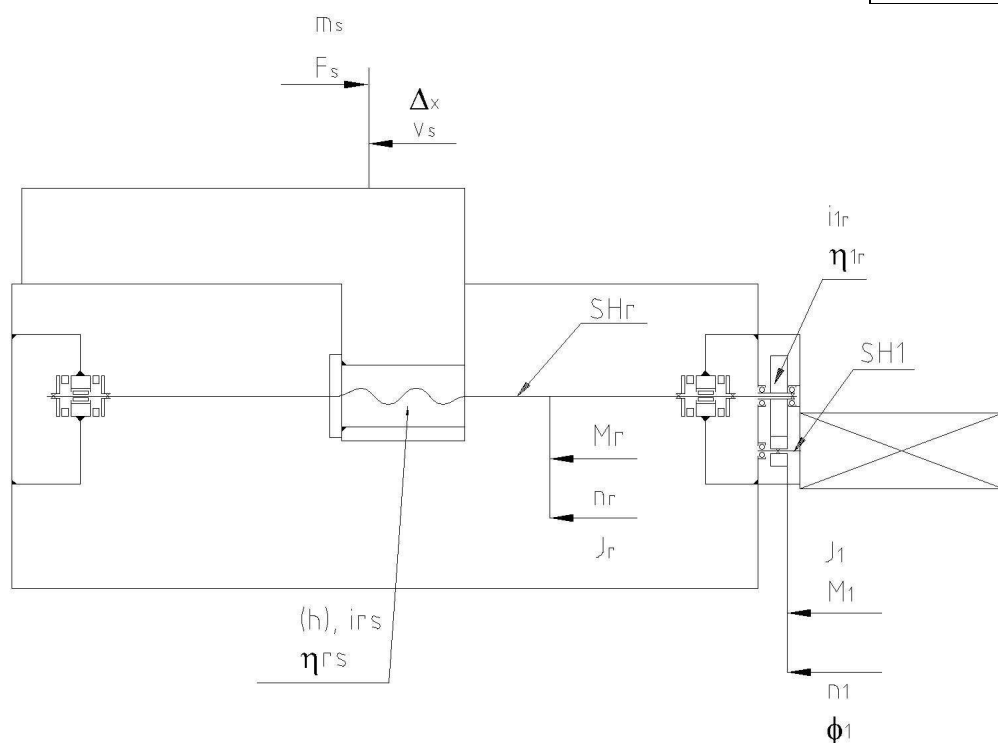 ms
Fs
Δx
vs
i1r
η1r
SHr
SH1
Mr
nr
Jr
J1
M1
n1
ϕ1
(h), irs
ηrs